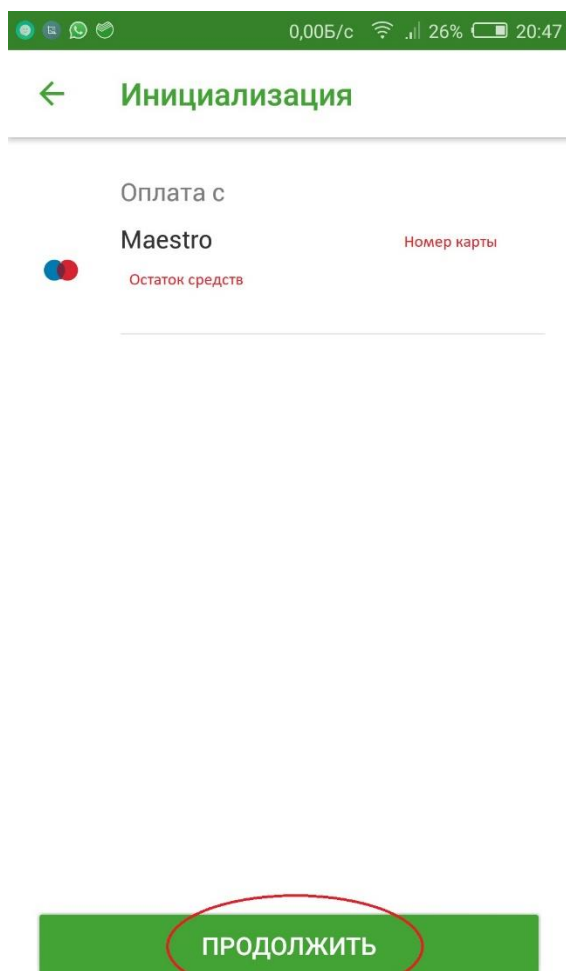 0,00Б/с 26% 20:47
Инициализация
Оплата с
Maestro Номер карты
Остаток средств
ПРОДОЛЖИТЬ